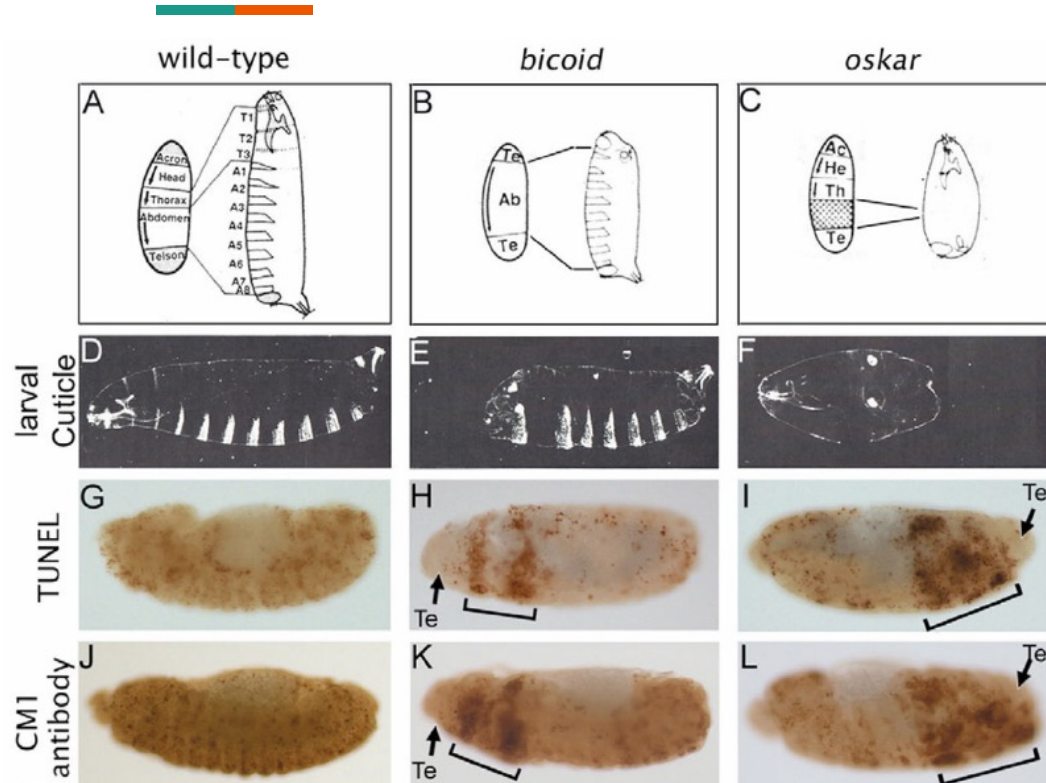 wild-type
bicoid
oskar
A
T1
T2
T3
A1
A2
A3
A4
A5
A6
A7
A8
Acron
Head
Thorax
Abdomen
Telson
B
Te
Ab
Te
C
Ac
He
Th
Te
larval
Cuticle
D
E
F
TUNEL
G
H
Te
I
Te
CM1
antibody
J
K
Te
L
Te